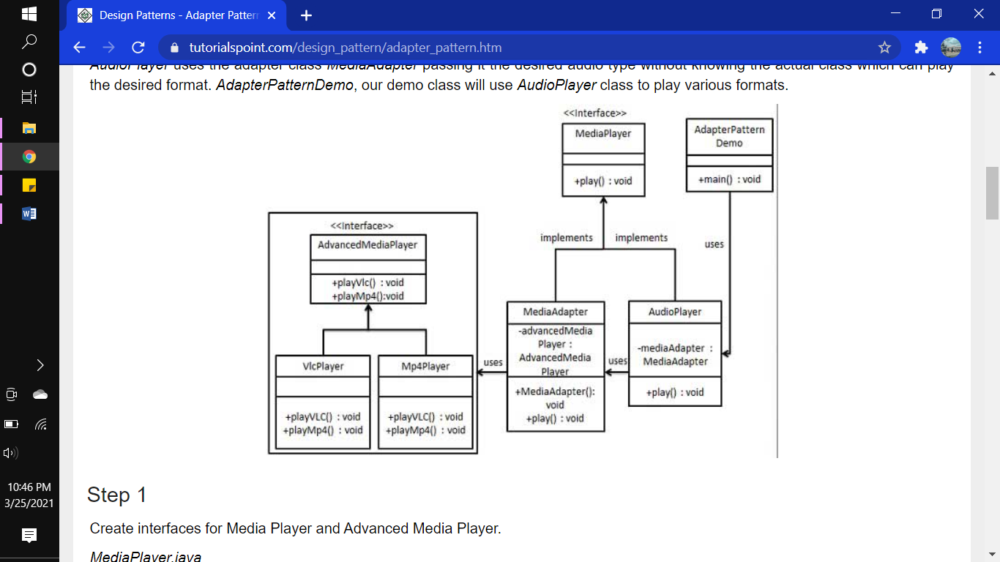 Design Patterns - Adapter Pattern
tutorialspoint.com/design_pattern/adapter_pattern.htm
AudioPlayer uses the adapter class MediaAdapter passing it the desired audio type without knowing the actual class which can play
the desired format. AdapterPatternDemo, our demo class will use AudioPlayer class to play various formats.
<<Interface>>
MediaPlayer
+play() : void
AdapterPattern
Demo
+main() : void
implements
implements
uses
<<Interface>>
AdvancedMediaPlayer
+playVlc() : void
+playMp4():void
VlcPlayer
+playVLC() : void
+playMp4() : void
Mp4Player
+playVLC() : void
+playMp4() : void
uses
MediaAdapter
-advancedMedia
Player :
AdvancedMedia
Player
+MediaAdapter():
void
+play() : void
uses
AudioPlayer
-mediaAdapter :
MediaAdapter
+play() : void
Step 1
Create interfaces for Media Player and Advanced Media Player.
MediaPlayer.java
W
10:46 PM
3/25/2021